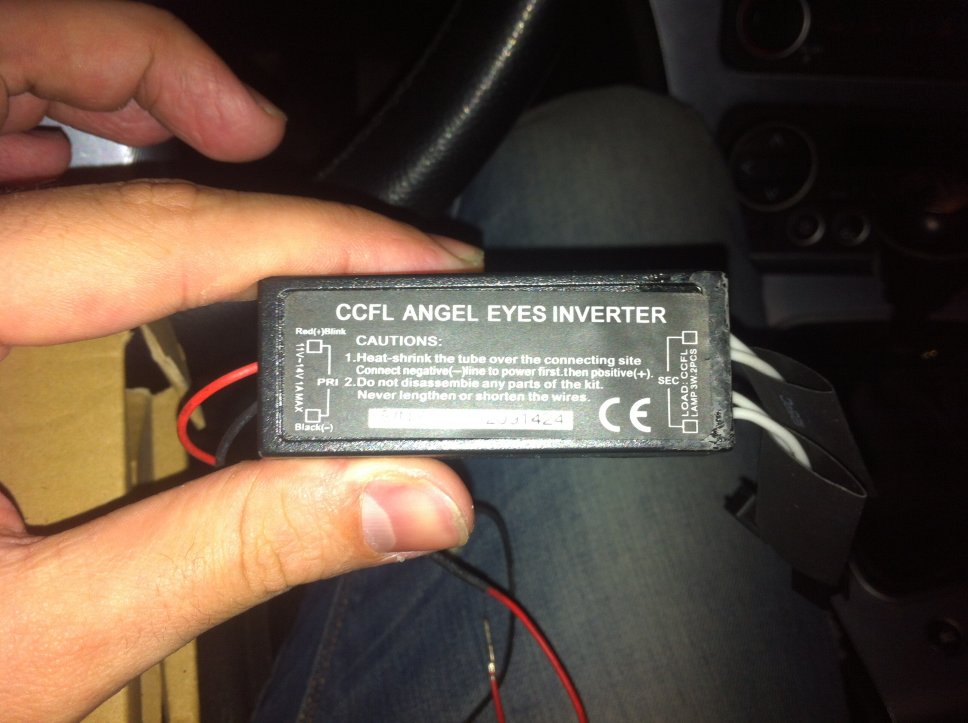 CCFL ANGEL EYES INVERTER
Red(+)Blink
11V~14V 1A MAX
PRI
Black(–)
CAUTIONS:
1.Heat-shrink the tube over the connecting site
Connect negative(–)line to power first.then positive(+).
2.Do not disassembie any parts of the kit.
Never lengthen or shorten the wires.
2091424
CE
SEC
LOAD: CCFL
LAMP 3W.2PCS